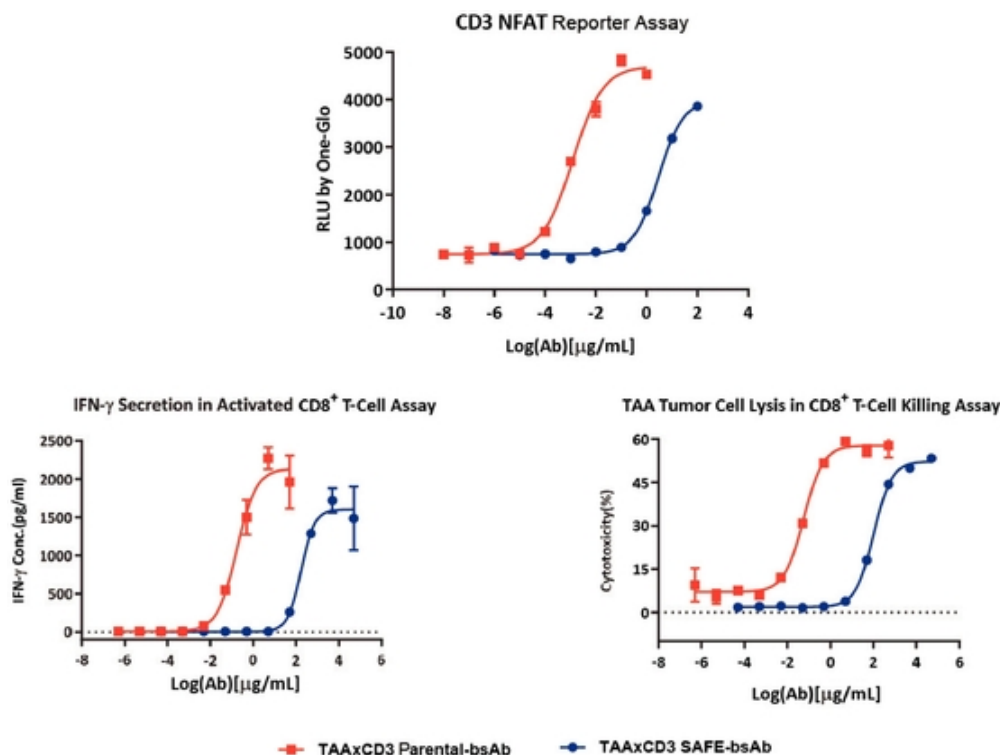 CD3 NFAT Reporter Assay
5000
4000
3000
2000
1000
0
RLU by One-Glo
-10 -8 -6 -4 -2 0 2 4
Log(Ab)[μg/mL]
IFN-γ Secretion in Activated CD8⁺ T-Cell Assay
2500
2000
1500
1000
500
0
IFN-γ Conc.(pg/ml)
-8 -6 -4 -2 0 2 4 6
Log(Ab)[μg/mL]
TAA Tumor Cell Lysis in CD8⁺ T-Cell Killing Assay
60
45
30
15
0
Cytotoxicity(%)
-8 -6 -4 -2 0 2 4 6
Log(Ab)[μg/mL]
TAAxCD3 Parental-bsAb
TAAxCD3 SAFE-bsAb